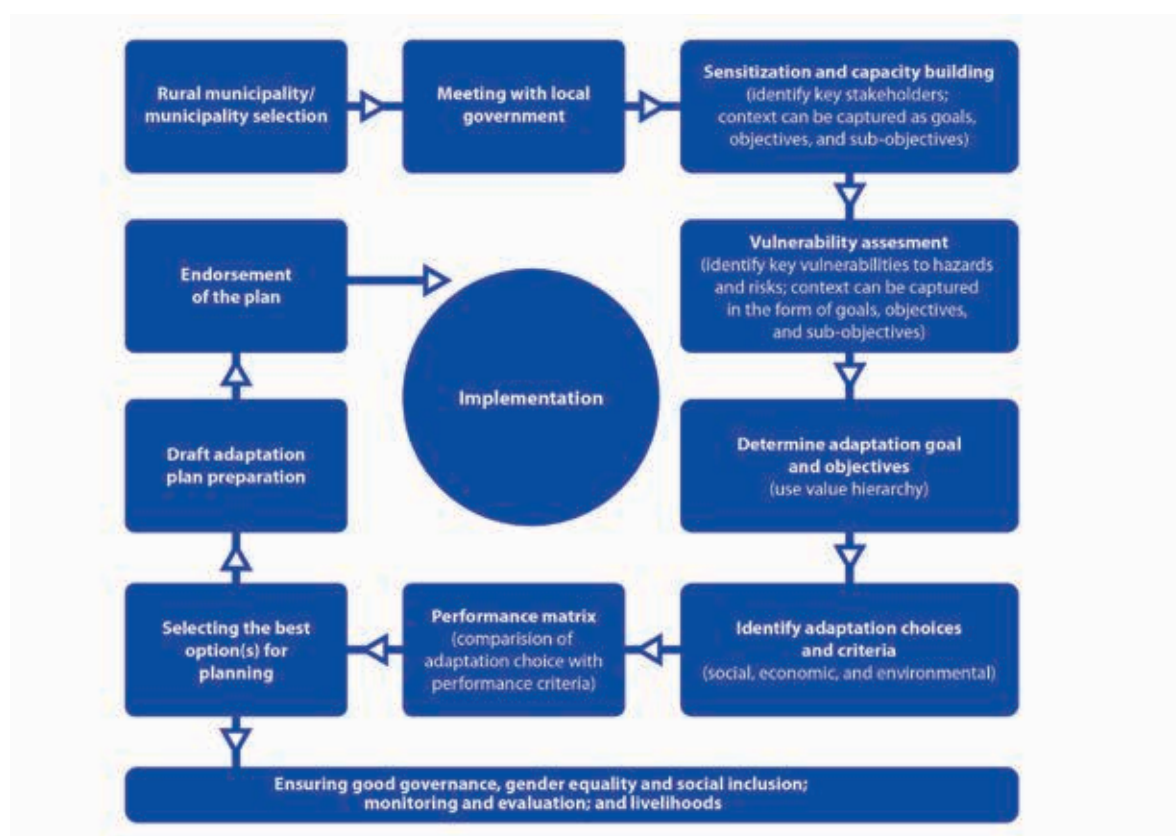 Rural municipality/
municipality selection
Meeting with local
government
Sensitization and capacity building
(identify key stakeholders;
context can be captured as goals,
objectives, and sub-objectives)
Vulnerability assesment
(identify key vulnerabilities to hazards
and risks; context can be captured
in the form of goals, objectives,
and sub-objectives)
Determine adaptation goal
and objectives
(use value hierarchy)
Identify adaptation choices
and criteria
(social, economic, and environmental)
Performance matrix
(comparision of
adaptation choice with
performance criteria)
Selecting the best
option(s) for
planning
Draft adaptation
plan preparation
Endorsement
of the plan
Implementation
Ensuring good governance, gender equality and social inclusion;
monitoring and evaluation; and livelihoods